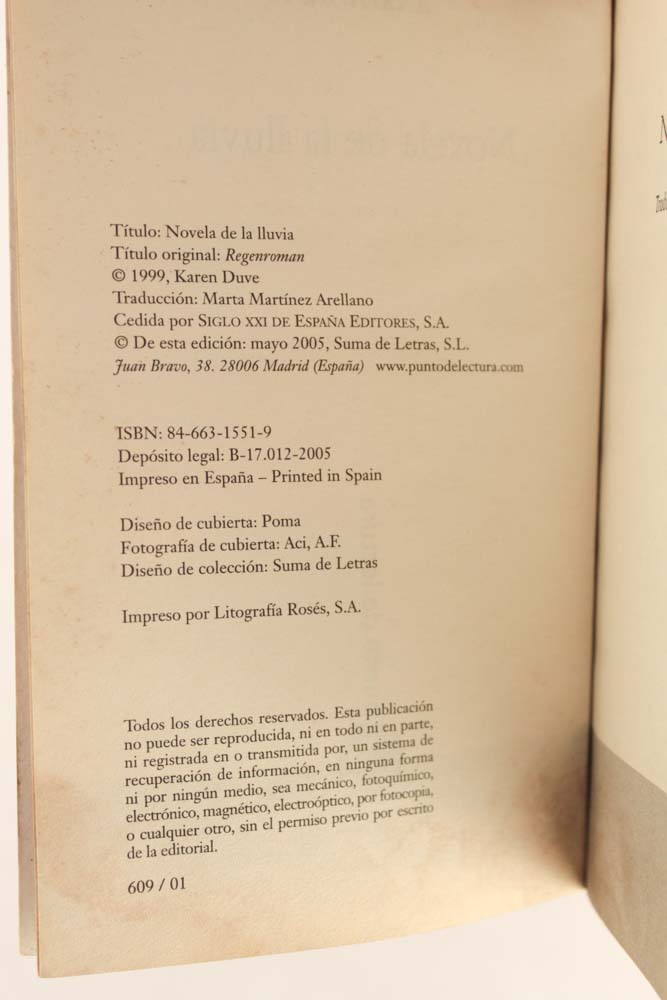 Título: Novela de la lluvia
Título original: Regenroman
© 1999, Karen Duve
Traducción: Marta Martínez Arellano
Cedida por SIGLO XXI DE ESPAÑA EDITORES, S.A.
© De esta edición: mayo 2005, Suma de Letras, S.L.
Juan Bravo, 38. 28006 Madrid (España) www.puntodelectura.com
ISBN: 84-663-1551-9
Depósito legal: B-17.012-2005
Impreso en España – Printed in Spain
Diseño de cubierta: Poma
Fotografía de cubierta: Aci, A.F.
Diseño de colección: Suma de Letras
Impreso por Litografía Rosés, S.A.
Todos los derechos reservados. Esta publicación
no puede ser reproducida, ni en todo ni en parte,
ni registrada en o transmitida por, un sistema de
recuperación de información, en ninguna forma
ni por ningún medio, sea mecánico, fotoquímico,
electrónico, magnético, electroóptico, por fotocopia,
o cualquier otro, sin el permiso previo por escrito
de la editorial.
609 / 01